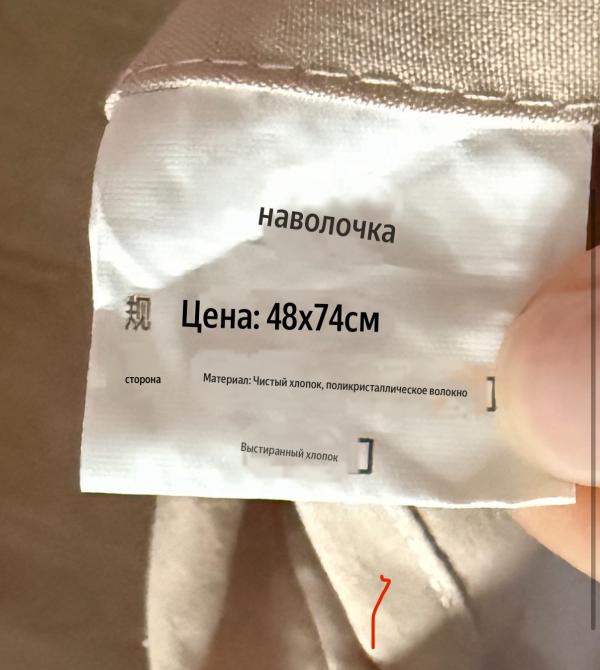 наволочка
规 Цена: 48x74см
сторона Материал: Чистый хлопок, поликристаллическое волокно ]
Выстиранный хлопок ]